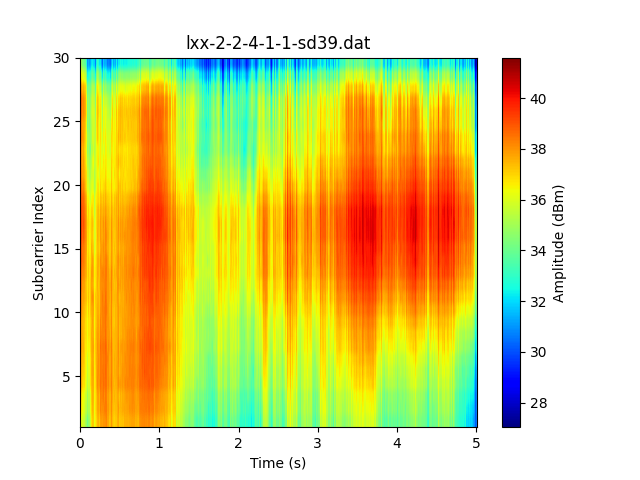 lxx-2-2-4-1-1-sd39.dat
30
25
20
15
10
5
Subcarrier Index
0 1 2 3 4 5
Time (s)
40
38
36
34
32
30
28
Amplitude (dBm)